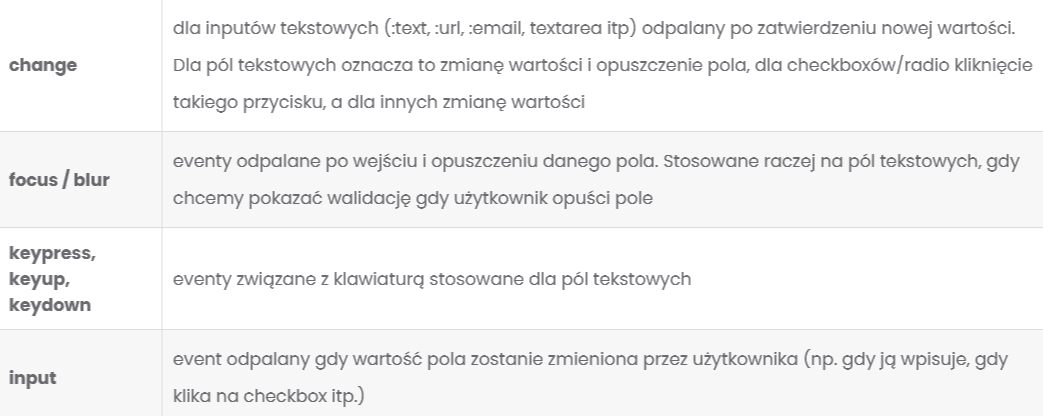 change
dla inputów tekstowych (:text, :url, :email, textarea itp) odpalany po zatwierdzeniu nowej wartości.
Dla pól tekstowych oznacza to zmianę wartości i opuszczenie pola, dla checkboxów/radio kliknięcie
takiego przycisku, a dla innych zmianę wartości
focus / blur
eventy odpalane po wejściu i opuszczeniu danego pola. Stosowane raczej na pól tekstowych, gdy
chcemy pokazać walidację gdy użytkownik opuści pole
keypress,
keyup,
keydown
eventy związane z klawiaturą stosowane dla pól tekstowych
input
event odpalany gdy wartość pola zostanie zmieniona przez użytkownika (np. gdy ją wpisuje, gdy
klika na checkbox itp.)